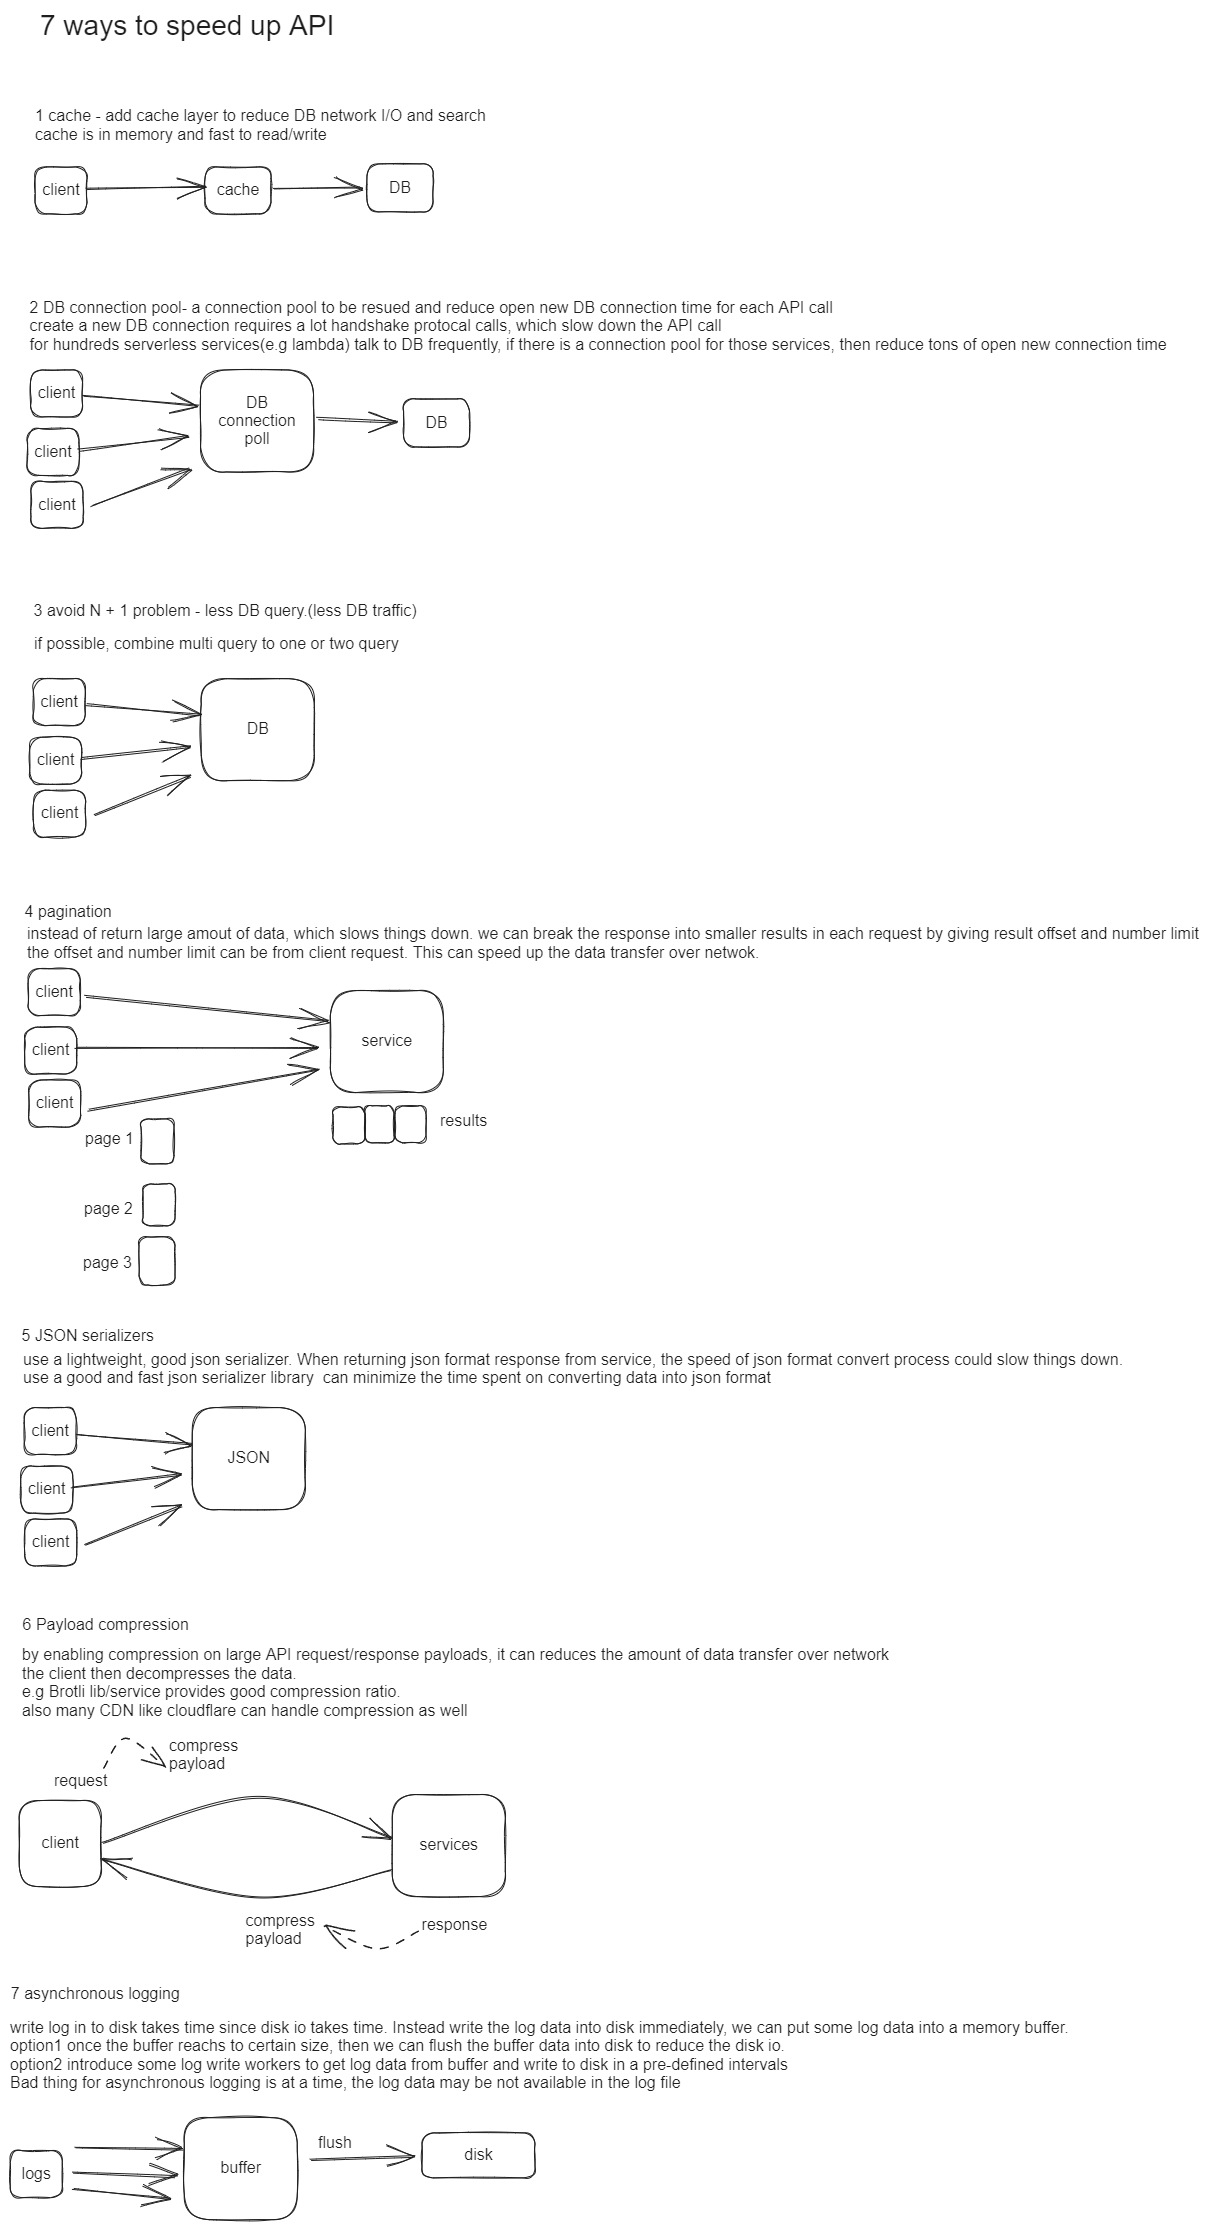 7 ways to speed up API
1 cache - add cache layer to reduce DB network I/O and search
cache is in memory and fast to read/write
client
cache
DB
2 DB connection pool- a connection pool to be resued and reduce open new DB connection time for each API call
create a new DB connection requires a lot handshake protocal calls, which slow down the API call
for hundreds serverless services(e.g lambda) talk to DB frequently, if there is a connection pool for those services, then reduce tons of open new connection time
client
client
client
DB
connection
poll
DB
3 avoid N + 1 problem - less DB query.(less DB traffic)
if possible, combine multi query to one or two query
client
client
client
DB
4 pagination
instead of return large amout of data, which slows things down. we can break the response into smaller results in each request by giving result offset and number limit
the offset and number limit can be from client request. This can speed up the data transfer over netwok.
client
client
client
service
results
page 1
page 2
page 3
5 JSON serializers
use a lightweight, good json serializer. When returning json format response from service, the speed of json format convert process could slow things down.
use a good and fast json serializer library  can minimize the time spent on converting data into json format
client
client
client
JSON
6 Payload compression
by enabling compression on large API request/response payloads, it can reduces the amount of data transfer over network
the client then decompresses the data.
e.g Brotli lib/service provides good compression ratio.
also many CDN like cloudflare can handle compression as well
compress
payload
request
client
services
compress
payload
response
7 asynchronous logging
write log in to disk takes time since disk io takes time. Instead write the log data into disk immediately, we can put some log data into a memory buffer.
option1 once the buffer reachs to certain size, then we can flush the buffer data into disk to reduce the disk io.
option2 introduce some log write workers to get log data from buffer and write to disk in a pre-defined intervals
Bad thing for asynchronous logging is at a time, the log data may be not available in the log file
logs
buffer
flush
disk